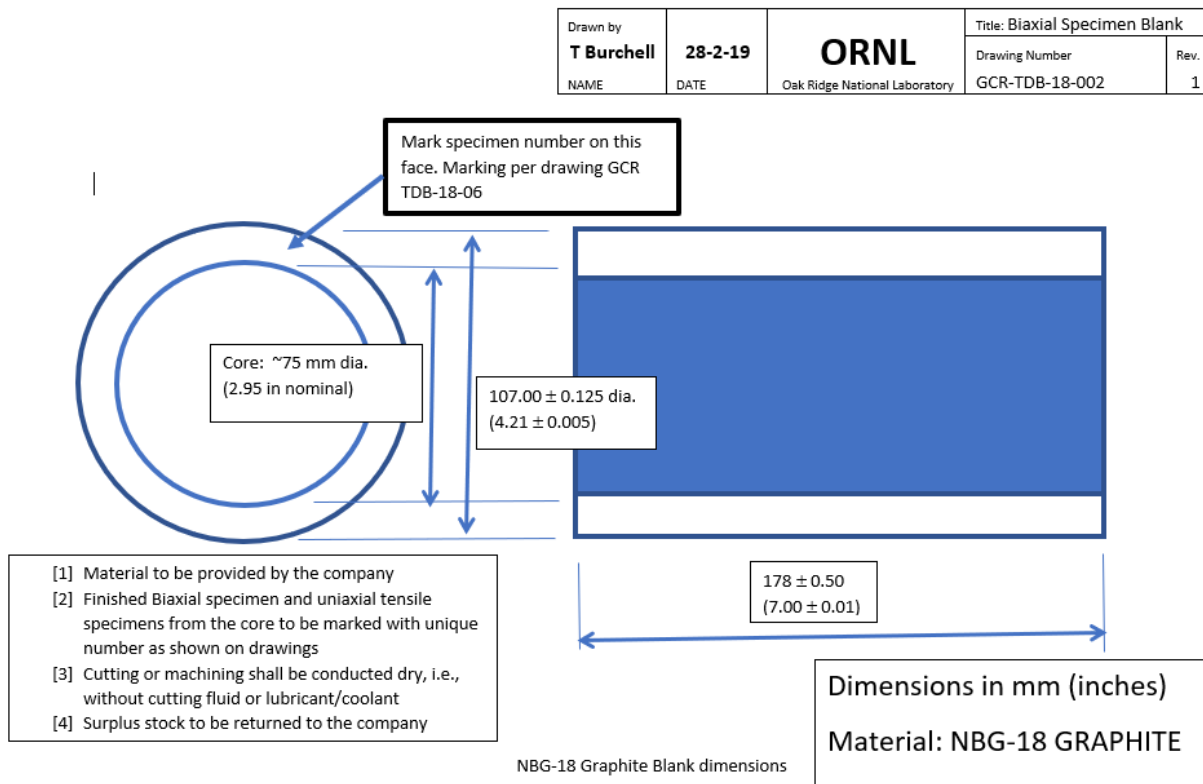 Drawn by
T Burchell
NAME
28-2-19
DATE
ORNL
Oak Ridge National Laboratory
Title: Biaxial Specimen Blank
Drawing Number
GCR-TDB-18-002
Rev.
1
Mark specimen number on this
face. Marking per drawing GCR
TDB-18-06
Core: ~75 mm dia.
(2.95 in nominal)
107.00 ± 0.125 dia.
(4.21 ± 0.005)
178 ± 0.50
(7.00 ± 0.01)
[1] Material to be provided by the company
[2] Finished Biaxial specimen and uniaxial tensile
specimens from the core to be marked with unique
number as shown on drawings
[3] Cutting or machining shall be conducted dry, i.e.,
without cutting fluid or lubricant/coolant
[4] Surplus stock to be returned to the company
Dimensions in mm (inches)
Material: NBG-18 GRAPHITE
NBG-18 Graphite Blank dimensions